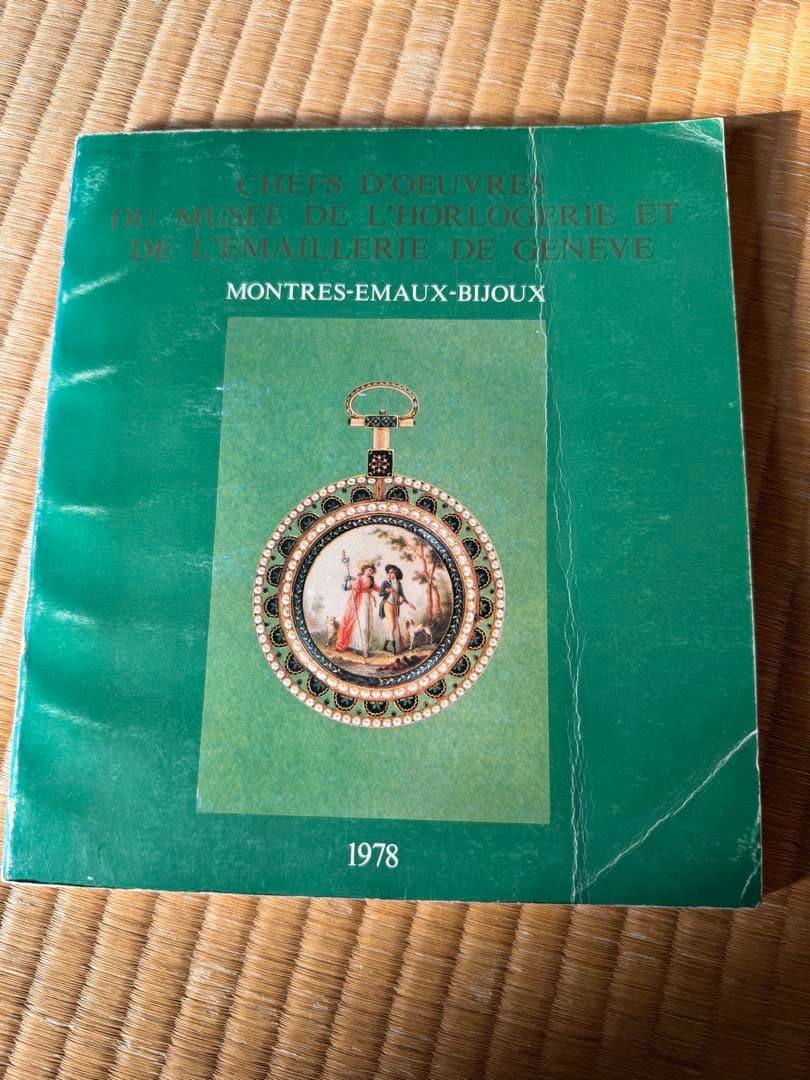 CHEFS D'OEUVRES
DU MUSEE DE L'HORLOGERIE ET
DE L'EMAILLERIE DE GENEVE
MONTRES-EMAUX-BIJOUX
1978